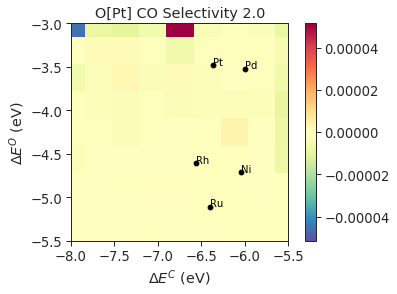 O[Pt] CO Selectivity 2.0
−3.0
−3.5
−4.0
−4.5
−5.0
−5.5
ΔE^O (eV)
Pt
Pd
Rh
Ni
Ru
−8.0 −7.5 −7.0 −6.5 −6.0 −5.5
ΔE^C (eV)
0.00004
0.00002
0.00000
−0.00002
−0.00004